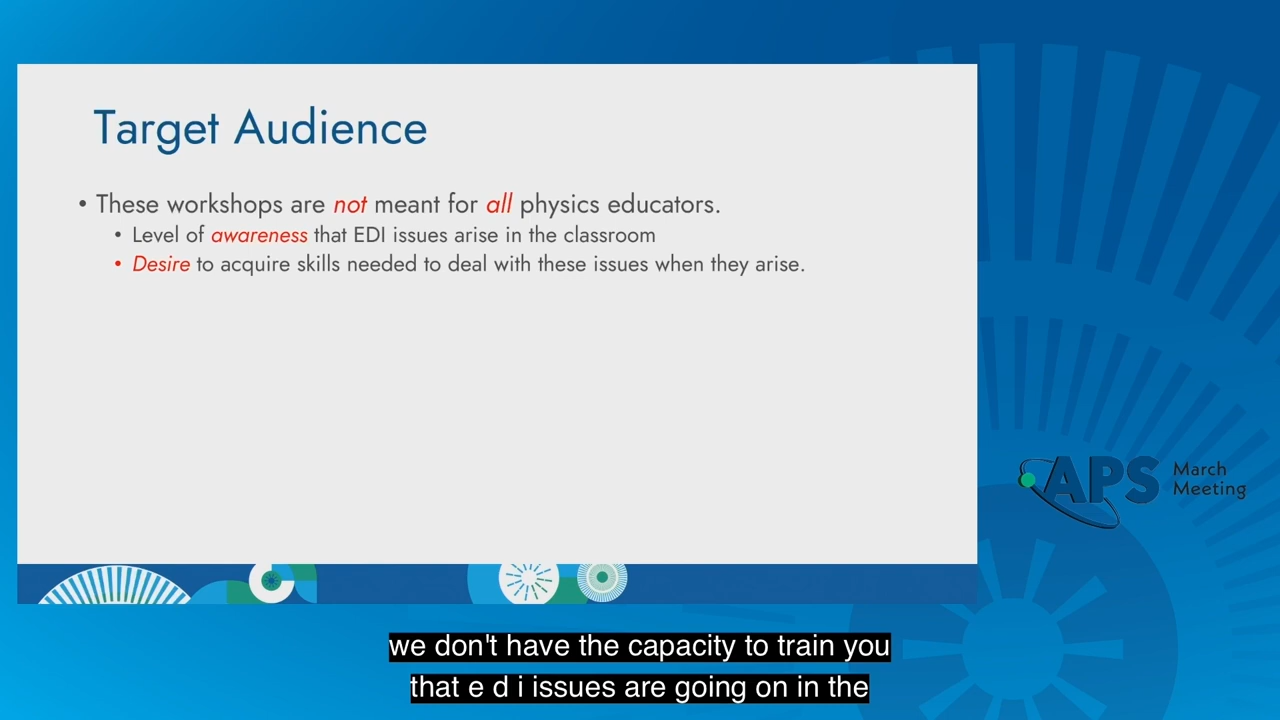 Target Audience
• These workshops are not meant for all physics educators.
• Level of awareness that EDI issues arise in the classroom
• Desire to acquire skills needed to deal with these issues when they arise.
APS March
Meeting
we don't have the capacity to train you
that e d i issues are going on in the